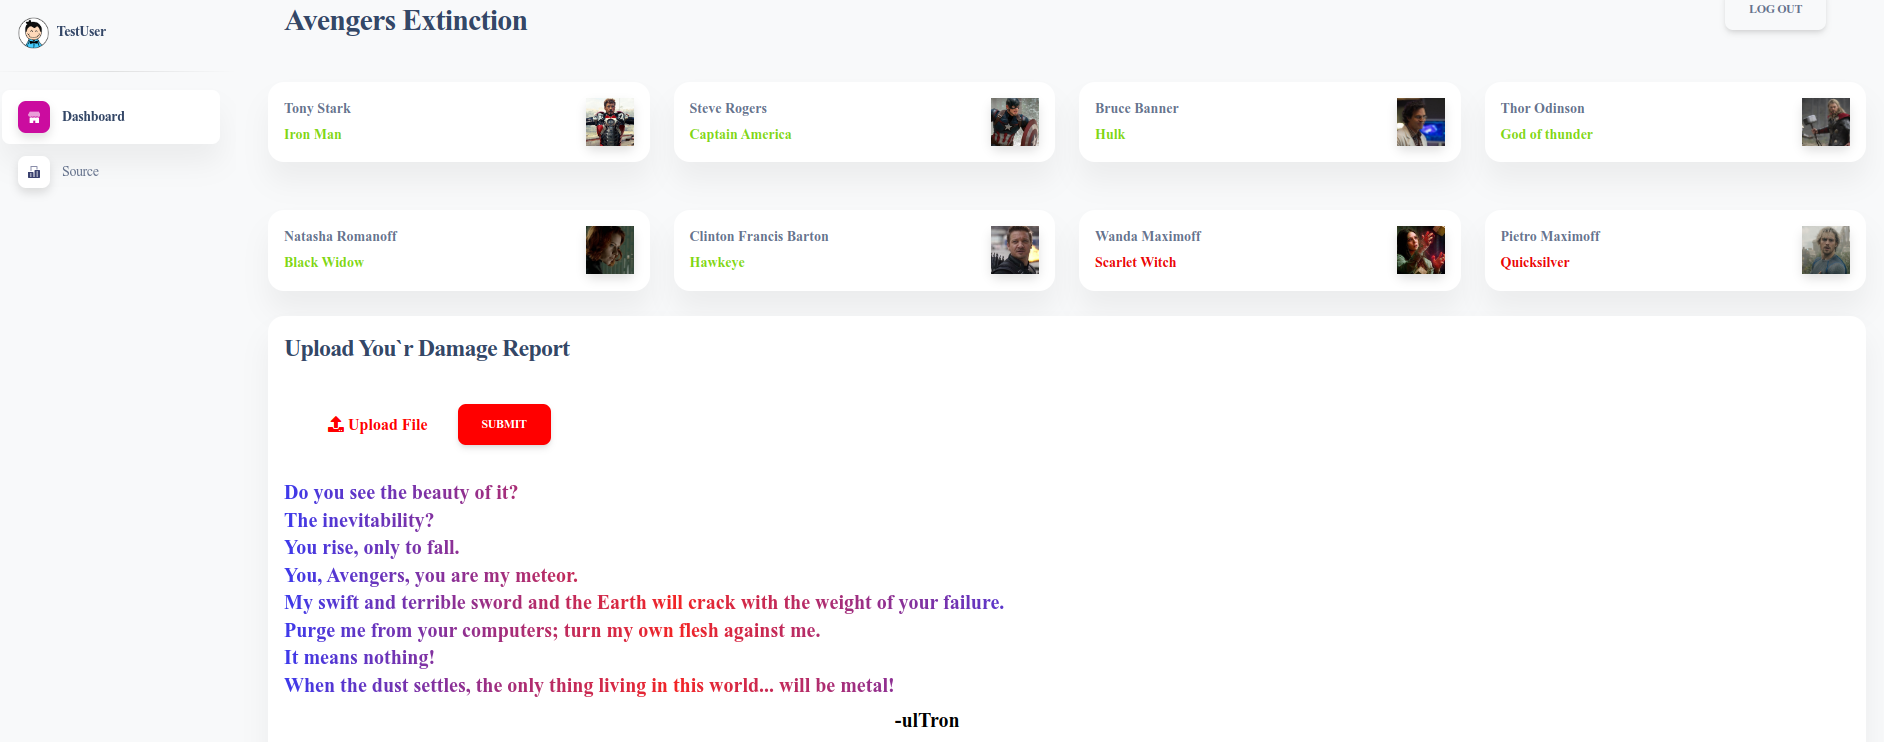 TestUser
Dashboard
Source
Avengers Extinction
LOG OUT
Tony Stark
Iron Man
Steve Rogers
Captain America
Bruce Banner
Hulk
Thor Odinson
God of thunder
Natasha Romanoff
Black Widow
Clinton Francis Barton
Hawkeye
Wanda Maximoff
Scarlet Witch
Pietro Maximoff
Quicksilver
Upload You`r Damage Report
Upload File
SUBMIT
Do you see the beauty of it?
The inevitability?
You rise, only to fall.
You, Avengers, you are my meteor.
My swift and terrible sword and the Earth will crack with the weight of your failure.
Purge me from your computers; turn my own flesh against me.
It means nothing!
When the dust settles, the only thing living in this world... will be metal!
-ulTron